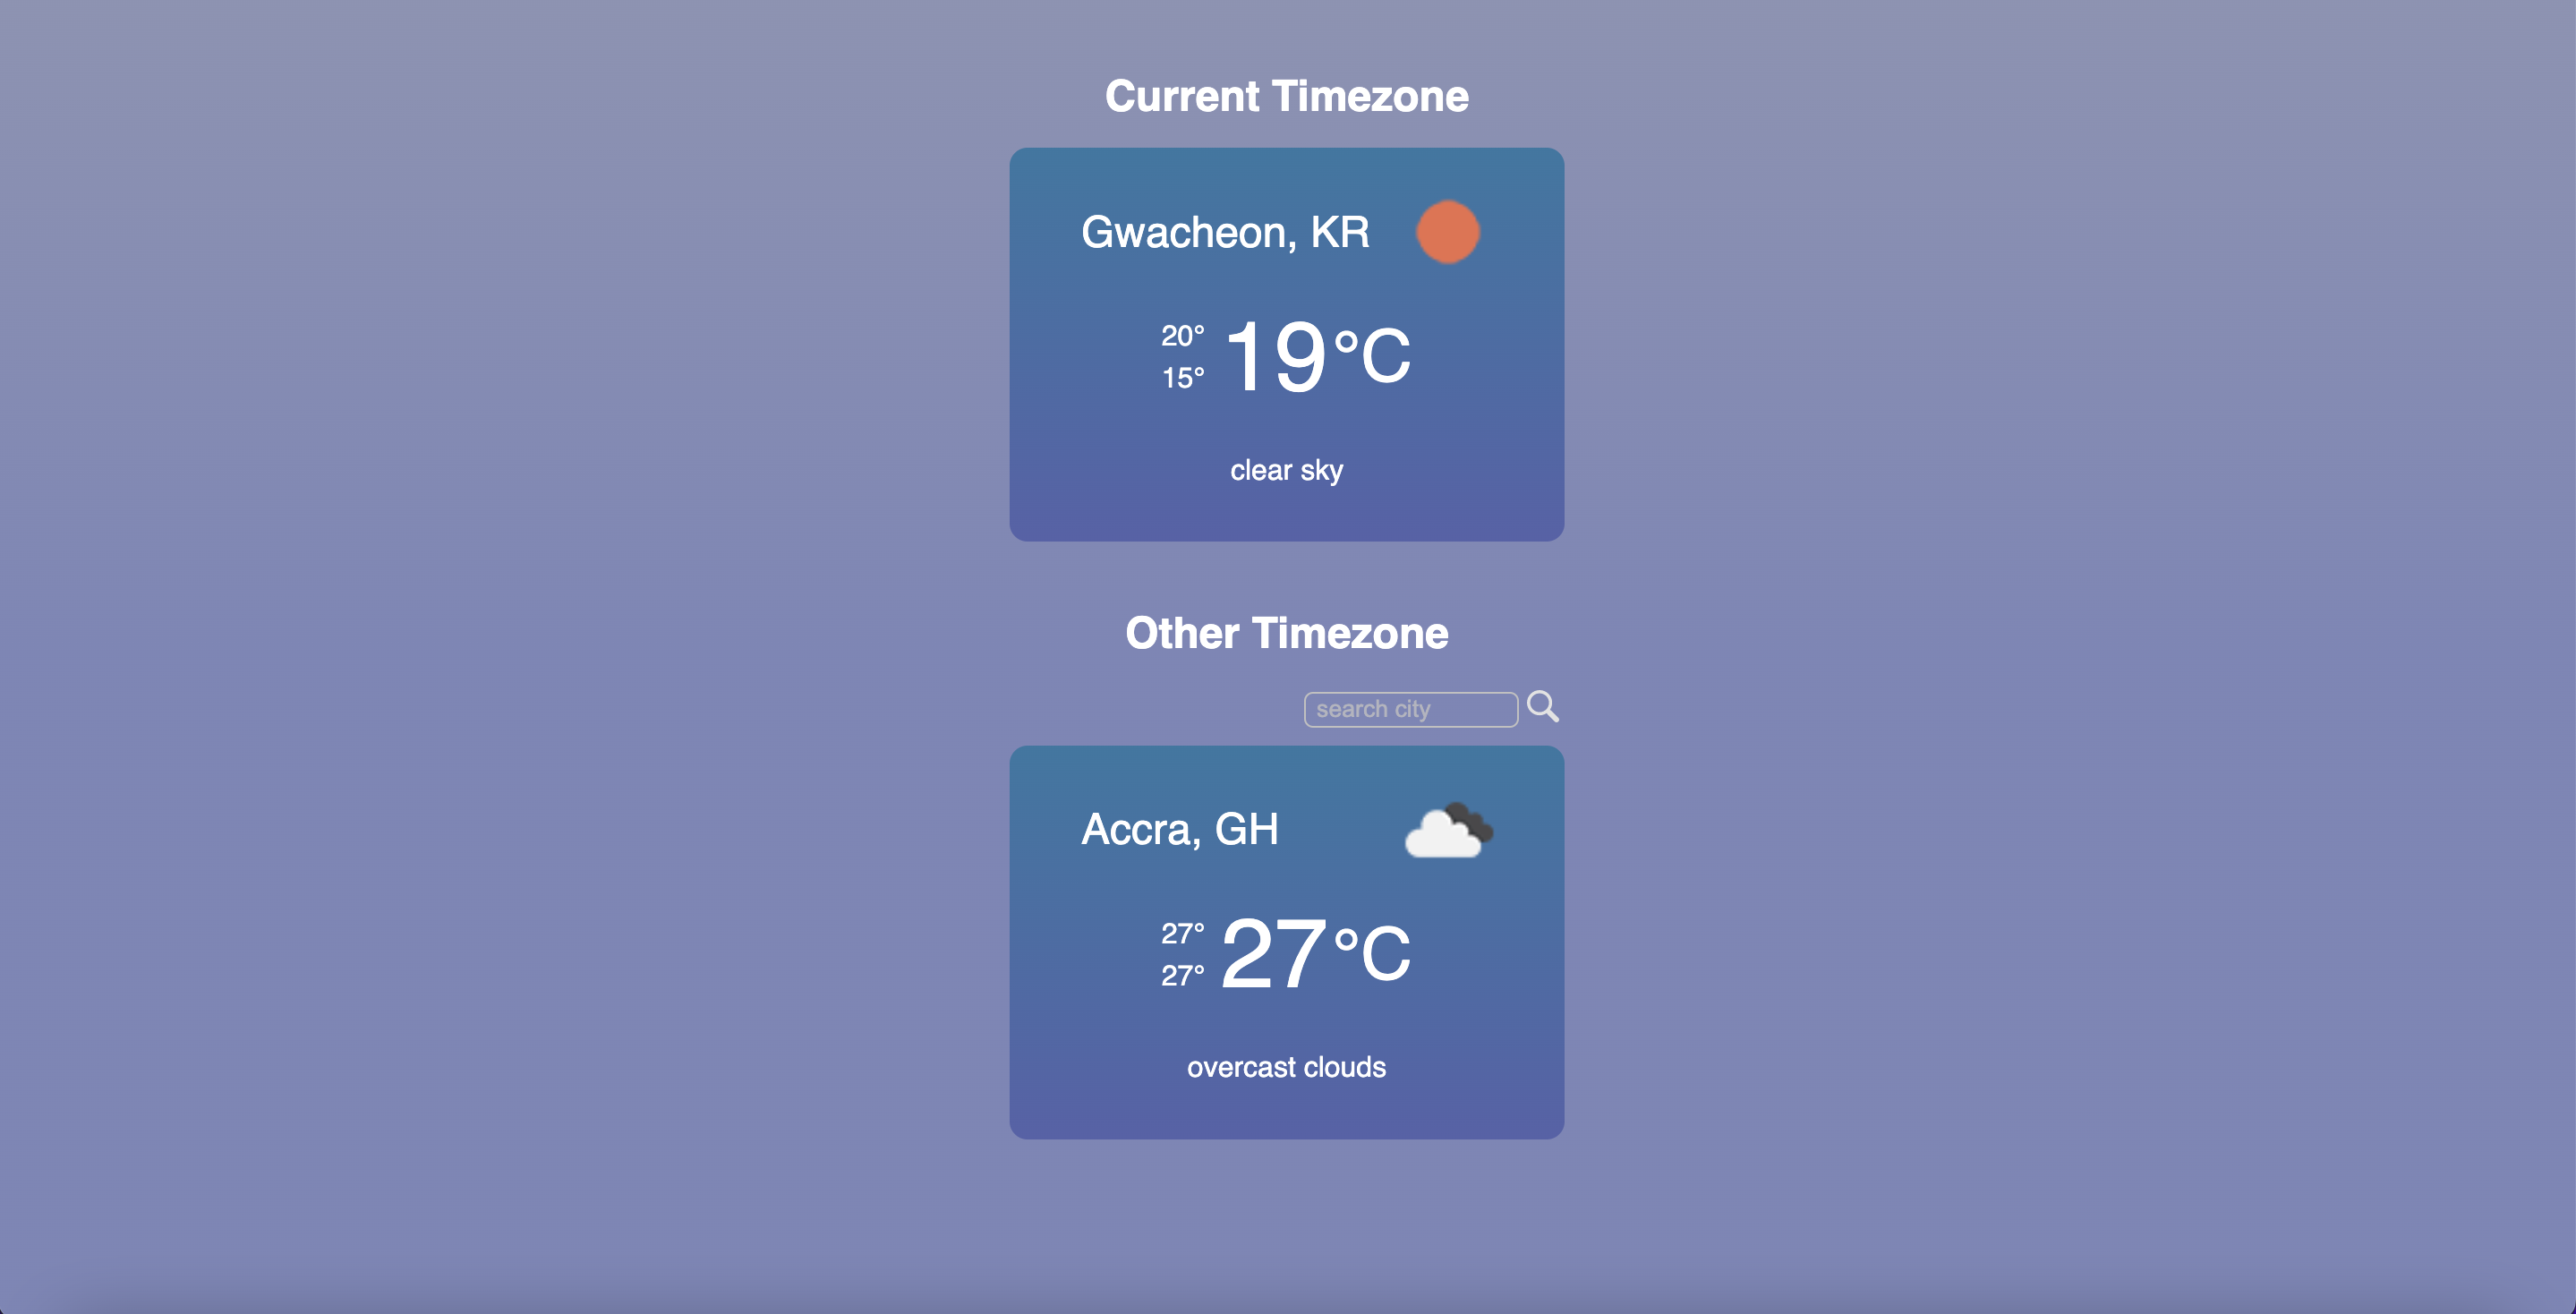 Current Timezone
Gwacheon, KR
20°
15°
19°C
clear sky
Other Timezone
search city
Accra, GH
27°
27°
27°C
overcast clouds